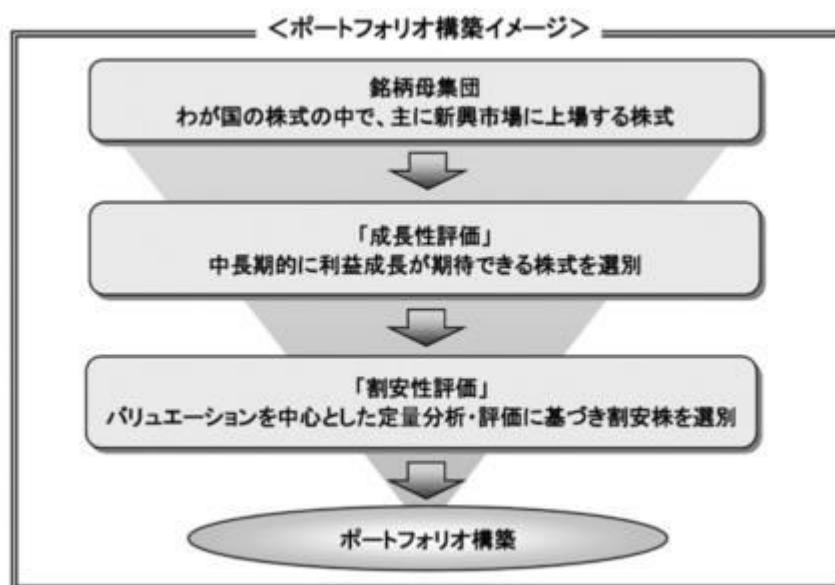 ＜ポートフォリオ構築イメージ＞
銘柄母集団
わが国の株式の中で、主に新興市場に上場する株式
「成長性評価」
中長期的に利益成長が期待できる株式を選別
「割安性評価」
バリュエーションを中心とした定量分析・評価に基づき割安株を選別
ポートフォリオ構築